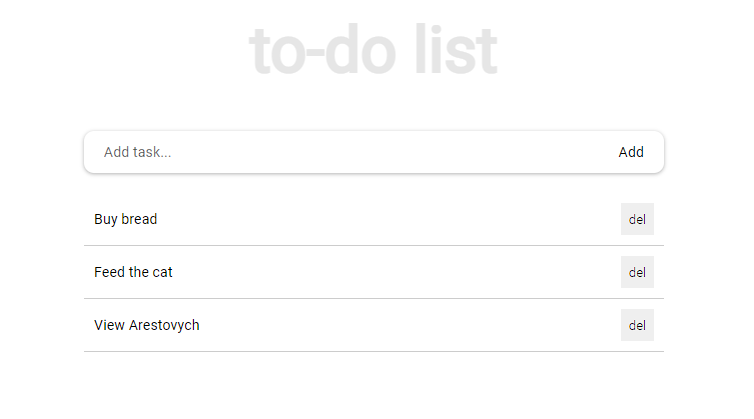 to-do list
Add task... Add
Buy bread del
Feed the cat del
View Arestovych del